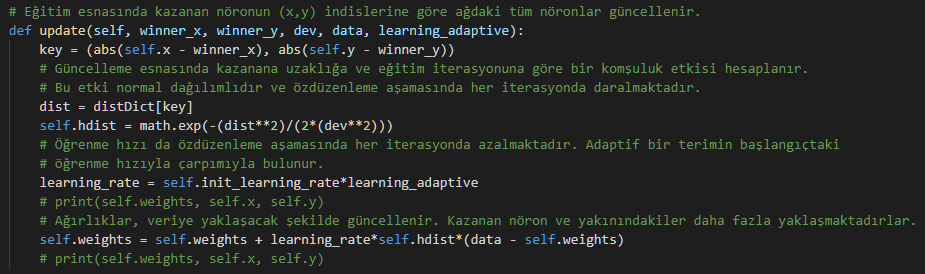 # Eğitim esnasında kazanan nöronun (x,y) indislerine göre ağdaki tüm nöronlar güncellenir.
def update(self, winner_x, winner_y, dev, data, learning_adaptive):
    key = (abs(self.x - winner_x), abs(self.y - winner_y))
    # Güncelleme esnasında kazanana uzaklığa ve eğitim iterasyonuna göre bir komşuluk etkisi hesaplanır.
    # Bu etki normal dağılımlıdır ve özdüzenleme aşamasında her iterasyonda daralmaktadır.
    dist = distDict[key]
    self.hdist = math.exp(-(dist**2)/(2*(dev**2)))
    # Öğrenme hızı da özdüzenleme aşamasında her iterasyonda azalmaktadır. Adaptif bir terimin başlangıçtaki
    # öğrenme hızıyla çarpımıyla bulunur.
    learning_rate = self.init_learning_rate*learning_adaptive
    # print(self.weights, self.x, self.y)
    # Ağırlıklar, veriye yaklaşacak şekilde güncellenir. Kazanan nöron ve yakınındakiler daha fazla yaklaşmaktadırlar.
    self.weights = self.weights + learning_rate*self.hdist*(data - self.weights)
    # print(self.weights, self.x, self.y)